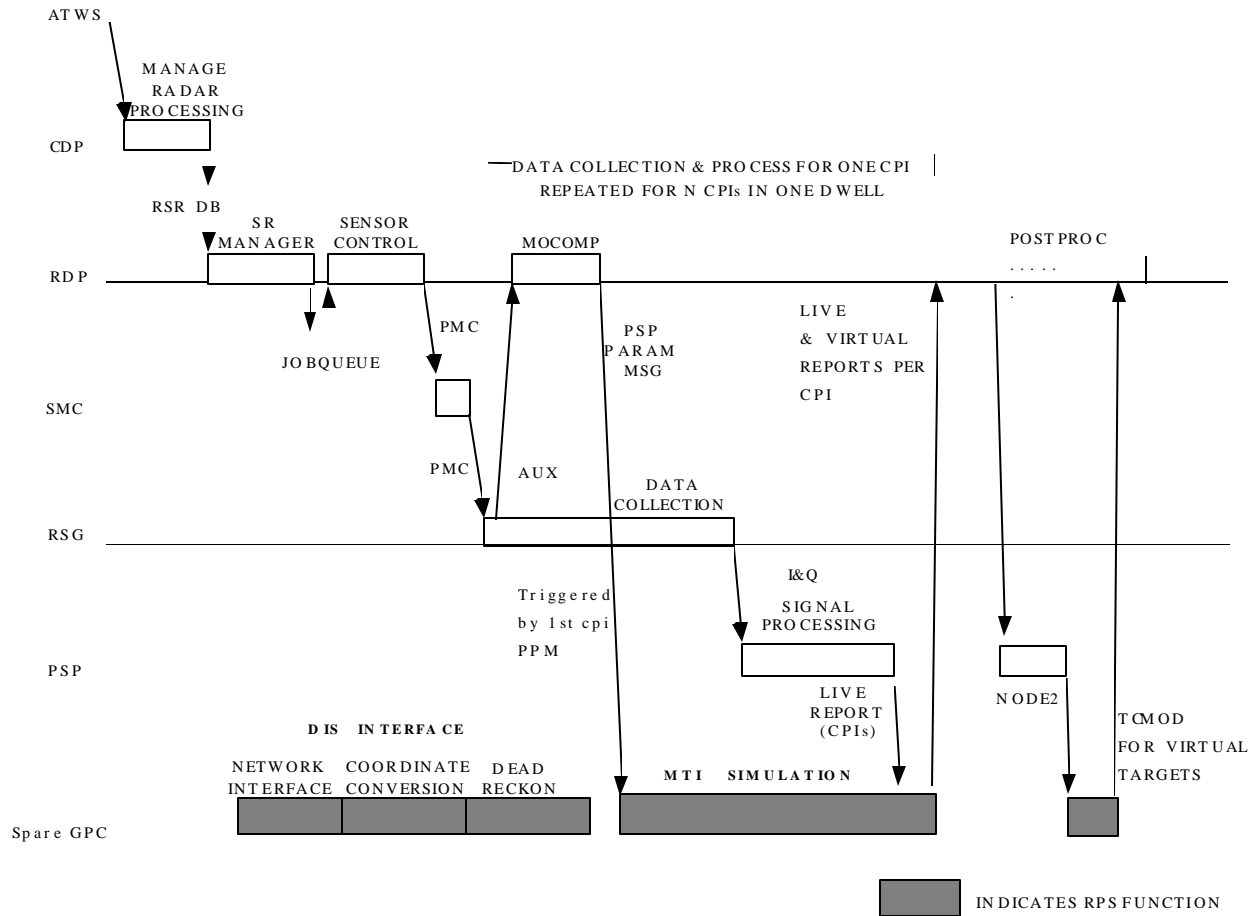 ATWS
MANAGE
RADAR
PROCESSING
CDP
DATA COLLECTION & PROCESS FOR ONE CPI
REPEATED FOR N CPIs IN ONE DWELL
RSR DB
SR
MANAGER
SENSOR
CONTROL
MOCOMP
POSTPROC
. . . . .
.
RDP
JOBQUEUE
PMC
PSP
PARAM
MSG
LIVE
& VIRTUAL
REPORTS PER
CPI
SMC
PMC
AUX
DATA
COLLECTION
RSG
I&Q
SIGNAL
PROCESSING
Triggered
by 1st cpi
PPM
PSP
LIVE
REPORT
(CPIs)
NODE2
TCMOD
FOR VIRTUAL
TARGETS
DIS INTERFACE
NETWORK
INTERFACE
COORDINATE
CONVERSION
DEAD
RECKON
MTI SIMULATION
Spare GPC
INDICATES RPS FUNCTION